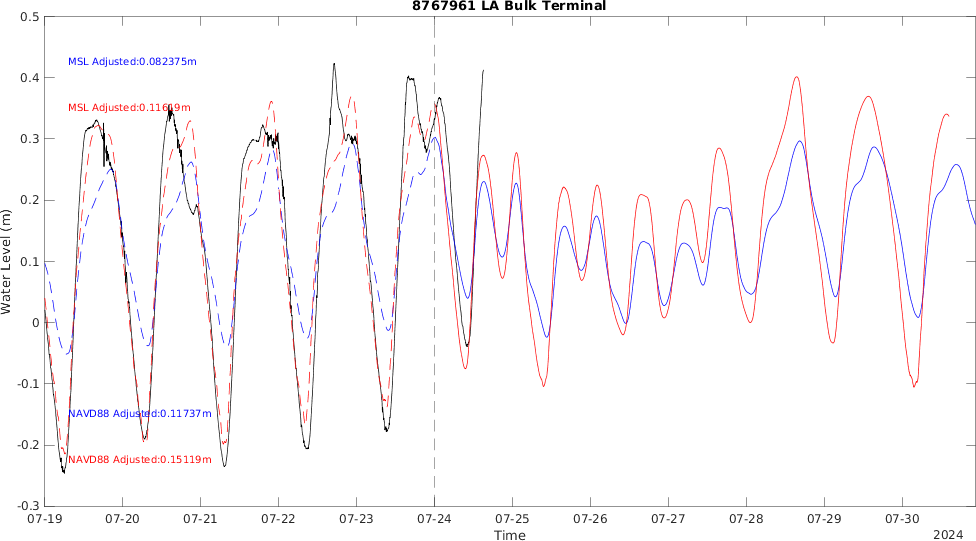 8767961 LA Bulk Terminal
0.5
MSL Adjusted:0.082375m
0.4
MSL Adjusted:0.11619m
0.3
0.2
Water Level (m)
0.1
0
-0.1
NAVD88 Adjusted:0.11737m
-0.2
NAVD88 Adjusted:0.15119m
-0.3
07-19 07-20 07-21 07-22 07-23 07-24 07-25 07-26 07-27 07-28 07-29 07-30
Time
2024